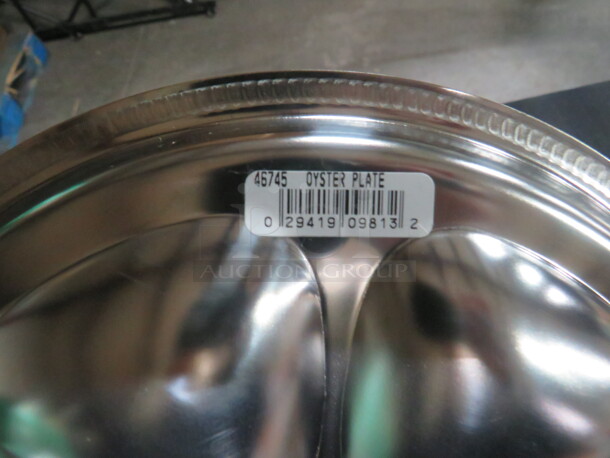 46745 OYSTER PLATE
0 29419 09813 2
AUCTION GROUP